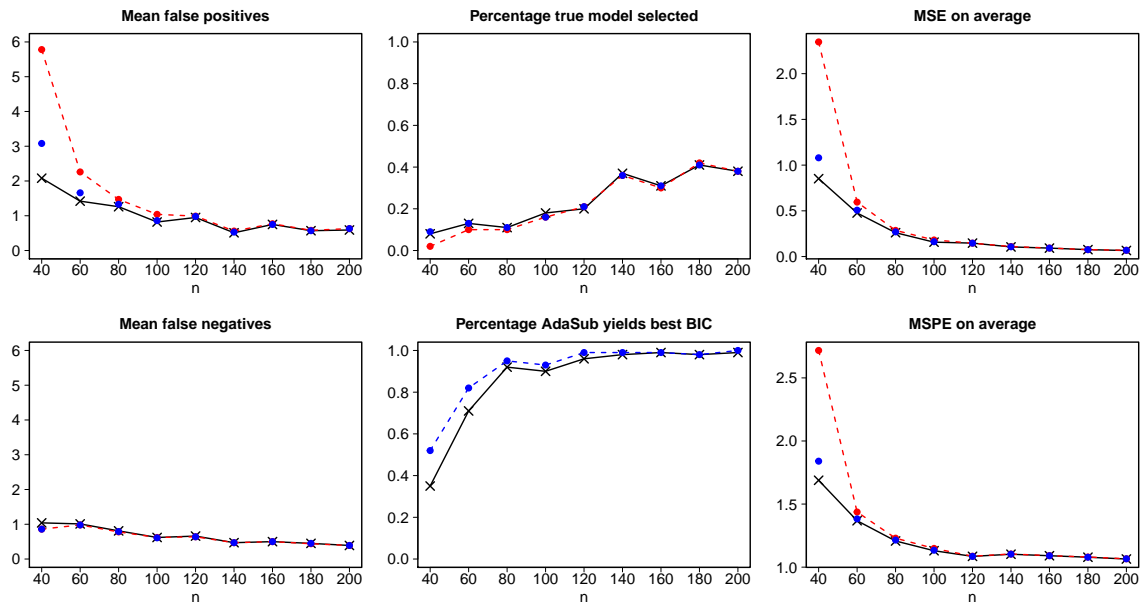 Mean false positives
6
5
4
3
2
1
0
40 60 80 100 120 140 160 180 200
n
Percentage true model selected
1.0
0.8
0.6
0.4
0.2
0.0
40 60 80 100 120 140 160 180 200
n
MSE on average
2.0
1.5
1.0
0.5
0.0
40 60 80 100 120 140 160 180 200
n
Mean false negatives
6
5
4
3
2
1
0
40 60 80 100 120 140 160 180 200
n
Percentage AdaSub yields best BIC
1.0
0.8
0.6
0.4
0.2
0.0
40 60 80 100 120 140 160 180 200
n
MSPE on average
2.5
2.0
1.5
1.0
40 60 80 100 120 140 160 180 200
n